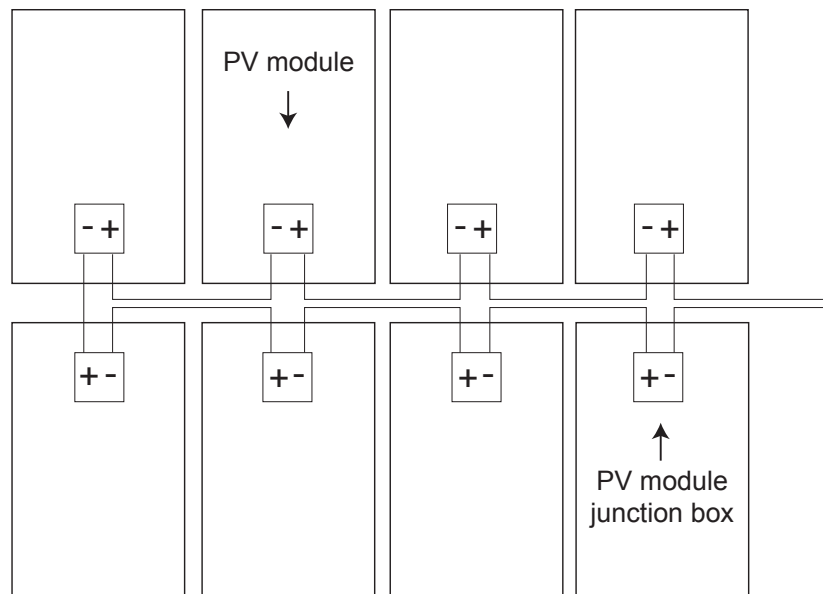 PV module
- + - + - + - +
+ - + - + - + -
PV module
junction box